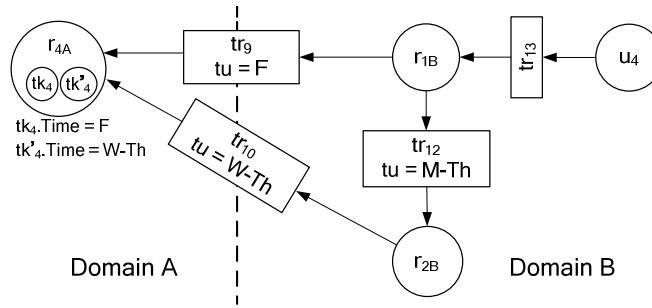 r4A
tk4 tk'4
tk4.Time = F
tk'4.Time = W-Th
tr9
tu = F
r1B
tr13
u4
tr10
tu = W-Th
tr12
tu = M-Th
r2B
Domain A
Domain B